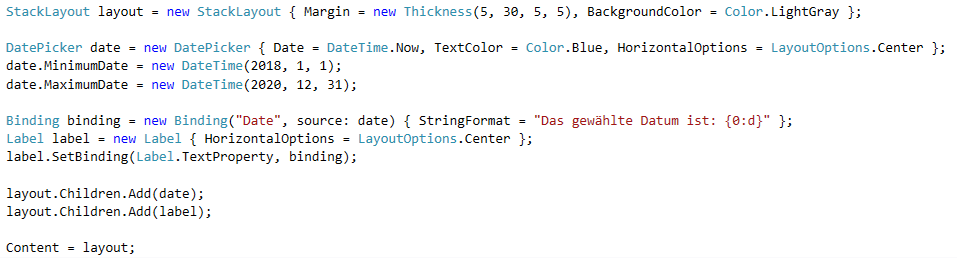 StackLayout layout = new StackLayout { Margin = new Thickness(5, 30, 5, 5), BackgroundColor = Color.LightGray };
DatePicker date = new DatePicker { Date = DateTime.Now, TextColor = Color.Blue, HorizontalOptions = LayoutOptions.Center };
date.MinimumDate = new DateTime(2018, 1, 1);
date.MaximumDate = new DateTime(2020, 12, 31);
Binding binding = new Binding("Date", source: date) { StringFormat = "Das gewählte Datum ist: {0:d}" };
Label label = new Label { HorizontalOptions = LayoutOptions.Center };
label.SetBinding(Label.TextProperty, binding);
layout.Children.Add(date);
layout.Children.Add(label);
Content = layout;